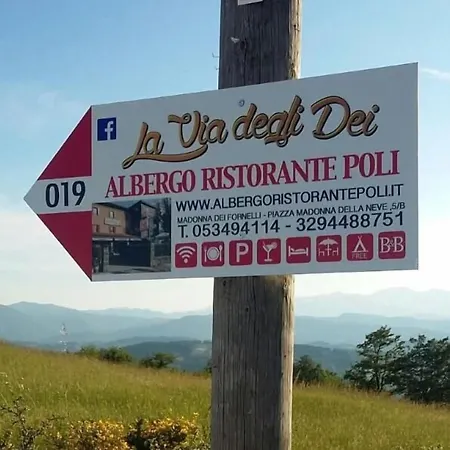 f
La Via degli Dei
019
ALBERGO RISTORANTE POLI
WWW.ALBERGORISTORANTEPOLI.IT
MADONNA DEI FORNELLI - PIAZZA MADONNA DELLA NEVE ,5/B
T. 053494114 - 3294488751
P FREE B&B